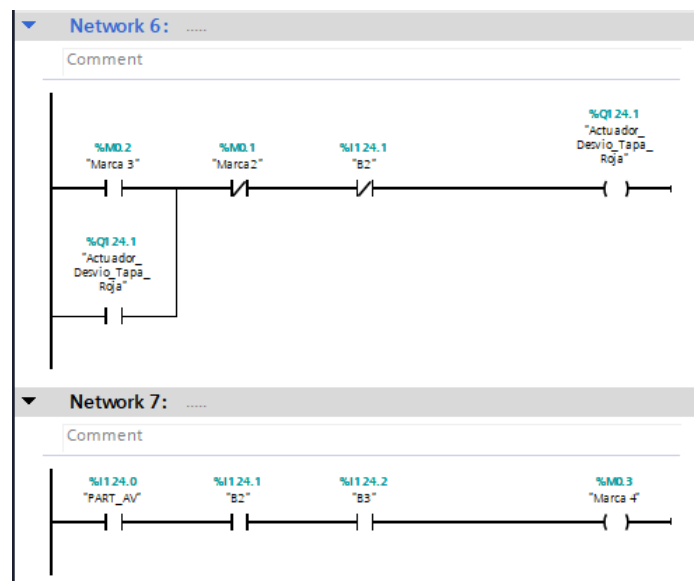 Network 6: .....
Comment
%Q124.1
"Actuador_
Desvio_Tapa_
Roja"
%M0.2
"Marca 3"
%M0.1
"Marca2"
%I124.1
"B2"
%Q124.1
"Actuador_
Desvio_Tapa_
Roja"
Network 7: .....
Comment
%I124.0
"PART_AV"
%I124.1
"B2"
%I124.2
"B3"
%M0.3
"Marca 4"